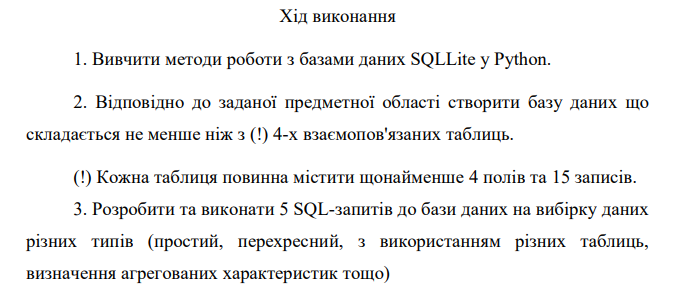 Хід виконання
1. Вивчити методи роботи з базами даних SQLLite у Python.
2. Відповідно до заданої предметної області створити базу даних що
складається не менше ніж з (!) 4-х взаємопов'язаних таблиць.
(!) Кожна таблиця повинна містити щонайменше 4 полів та 15 записів.
3. Розробити та виконати 5 SQL-запитів до бази даних на вибірку даних
різних типів (простий, перехресний, з використанням різних таблиць,
визначення агрегованих характеристик тощо)